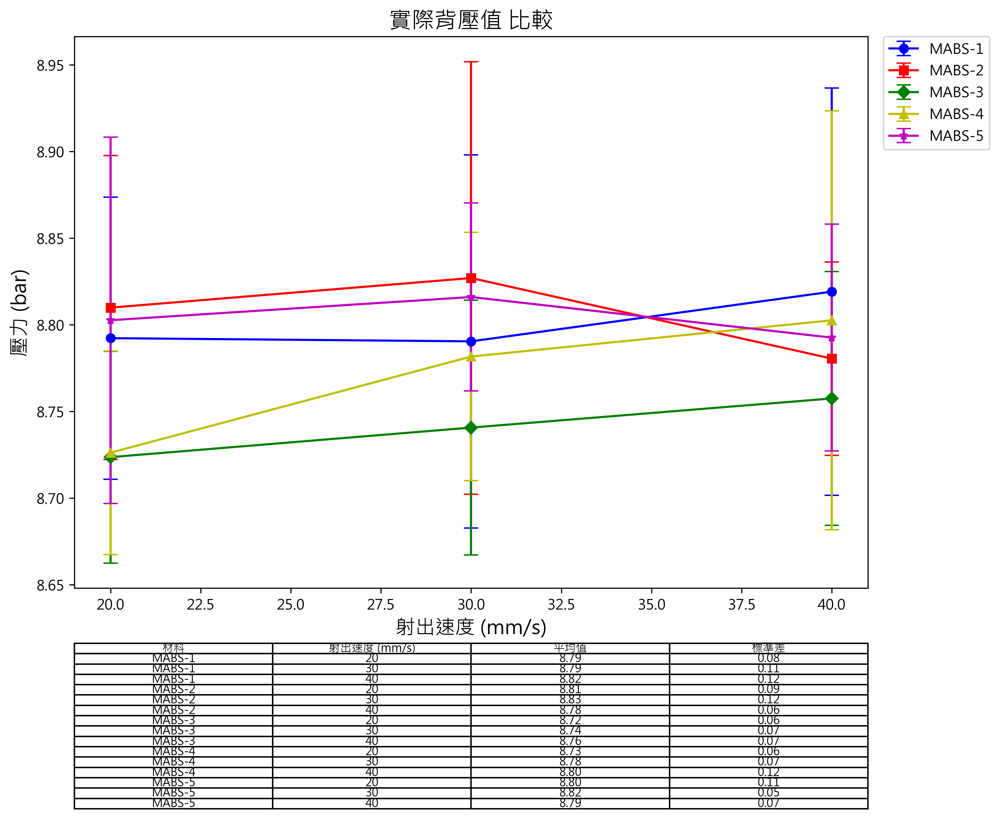 實際背壓值 比較
MABS-1
MABS-2
MABS-3
MABS-4
MABS-5
壓力 (bar)
8.95
8.90
8.85
8.80
8.75
8.70
8.65
20.0 22.5 25.0 27.5 30.0 32.5 35.0 37.5 40.0
射出速度 (mm/s)
材料 射出速度 (mm/s) 平均值 標準差
MABS-1 20 8.79 0.08
MABS-1 30 8.79 0.11
MABS-1 40 8.82 0.12
MABS-2 20 8.81 0.09
MABS-2 30 8.83 0.12
MABS-2 40 8.78 0.06
MABS-3 20 8.72 0.06
MABS-3 30 8.74 0.07
MABS-3 40 8.76 0.07
MABS-4 20 8.73 0.06
MABS-4 30 8.78 0.07
MABS-4 40 8.80 0.12
MABS-5 20 8.80 0.11
MABS-5 30 8.82 0.05
MABS-5 40 8.79 0.07